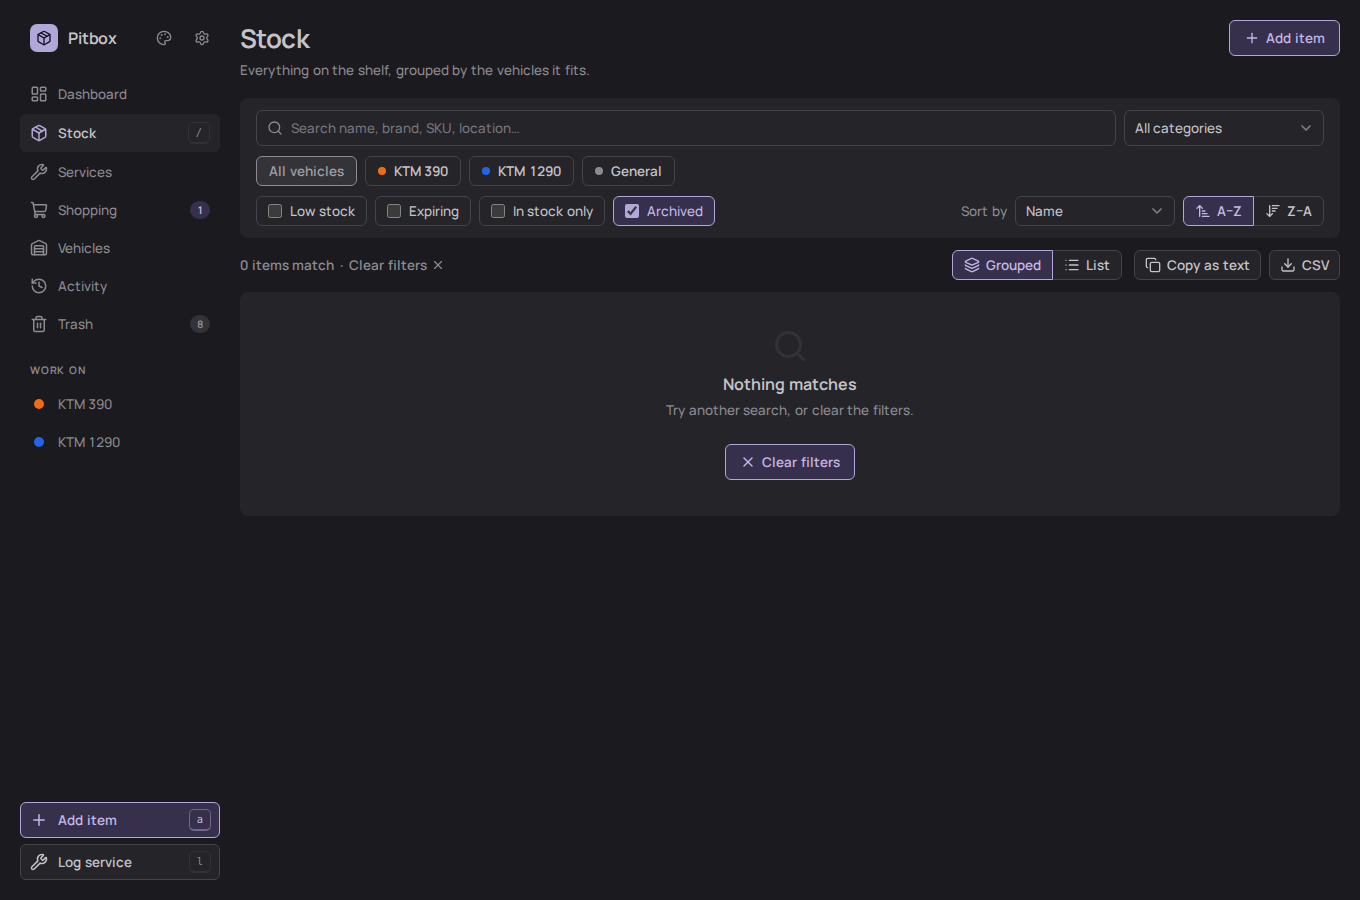 Pitbox
Dashboard
Stock /
Services
Shopping 1
Vehicles
Activity
Trash 8
WORK ON
KTM 390
KTM 1290
Add item a
Log service l
Stock
Add item
Everything on the shelf, grouped by the vehicles it fits.
Search name, brand, SKU, location…
All categories
All vehicles KTM 390 KTM 1290 General
Low stock Expiring In stock only Archived
Sort by Name A–Z Z–A
0 items match · Clear filters
Grouped List Copy as text CSV
Nothing matches
Try another search, or clear the filters.
Clear filters